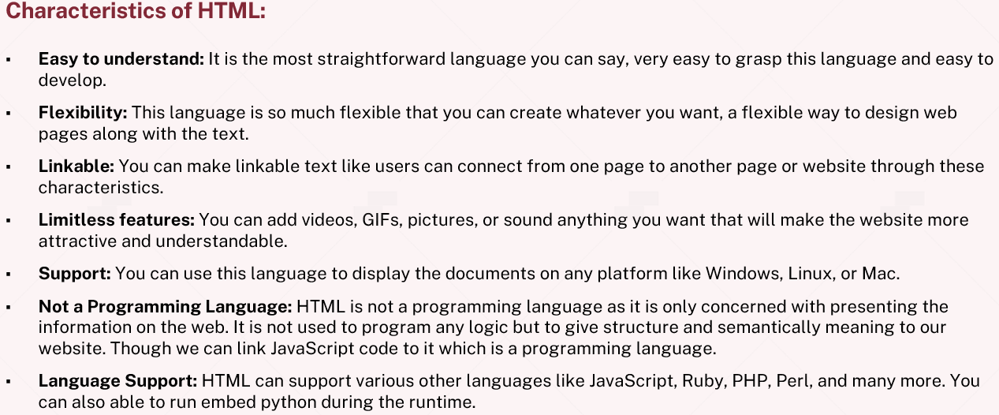 Characteristics of HTML:
▪ Easy to understand: It is the most straightforward language you can say, very easy to grasp this language and easy to
develop.
▪ Flexibility: This language is so much flexible that you can create whatever you want, a flexible way to design web
pages along with the text.
▪ Linkable: You can make linkable text like users can connect from one page to another page or website through these
characteristics.
▪ Limitless features: You can add videos, GIFs, pictures, or sound anything you want that will make the website more
attractive and understandable.
▪ Support: You can use this language to display the documents on any platform like Windows, Linux, or Mac.
▪ Not a Programming Language: HTML is not a programming language as it is only concerned with presenting the
information on the web. It is not used to program any logic but to give structure and semantically meaning to our
website. Though we can link JavaScript code to it which is a programming language.
▪ Language Support: HTML can support various other languages like JavaScript, Ruby, PHP, Perl, and many more. You
can also able to run embed python during the runtime.